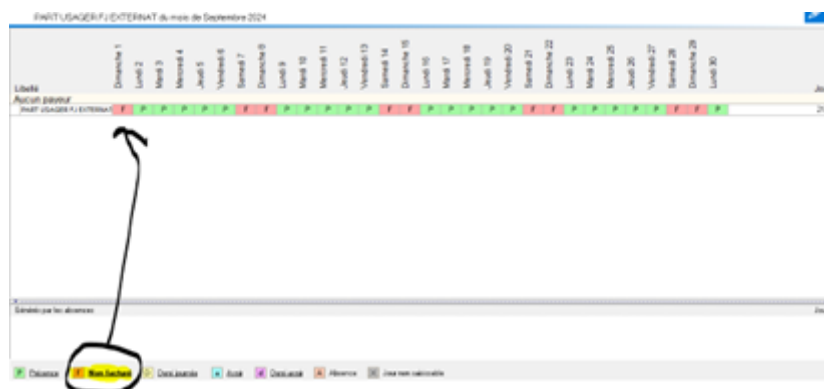 PART USAGER FJ EXTERNAT du mois de Septembre 2024
Libellé Dimanche 1 Lundi 2 Mardi 3 Mercredi 4 Jeudi 5 Vendredi 6 Samedi 7 Dimanche 8 Lundi 9 Mardi 10 Mercredi 11 Jeudi 12 Vendredi 13 Samedi 14 Dimanche 15 Lundi 16 Mardi 17 Mercredi 18 Jeudi 19 Vendredi 20 Samedi 21 Dimanche 22 Lundi 23 Mardi 24 Mercredi 25 Jeudi 26 Vendredi 27 Samedi 28 Dimanche 29 Lundi 30
Aucun payeur
PART USAGER FJ EXTERNAT F P P P P P F F P P P P P F F P P P P P F F P P P P P F F P
Générés par les absences
P Présence F Non facturé Demi journée Demi Absence Jour non saisissable